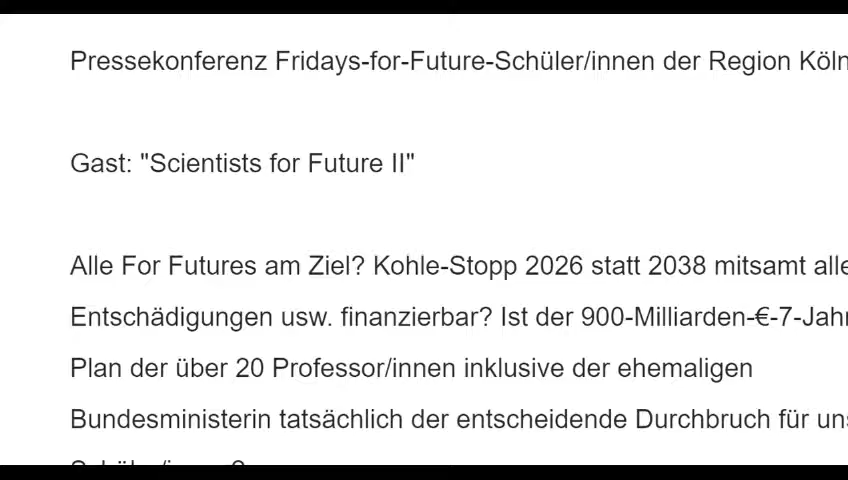 Pressekonferenz Fridays-for-Future-Schüler/innen der Region Köln
Gast: "Scientists for Future II"
Alle For Futures am Ziel? Kohle-Stopp 2026 statt 2038 mitsamt alle
Entschädigungen usw. finanzierbar? Ist der 900-Milliarden-€-7-Jahr
Plan der über 20 Professor/innen inklusive der ehemaligen
Bundesministerin tatsächlich der entscheidende Durchbruch für uns